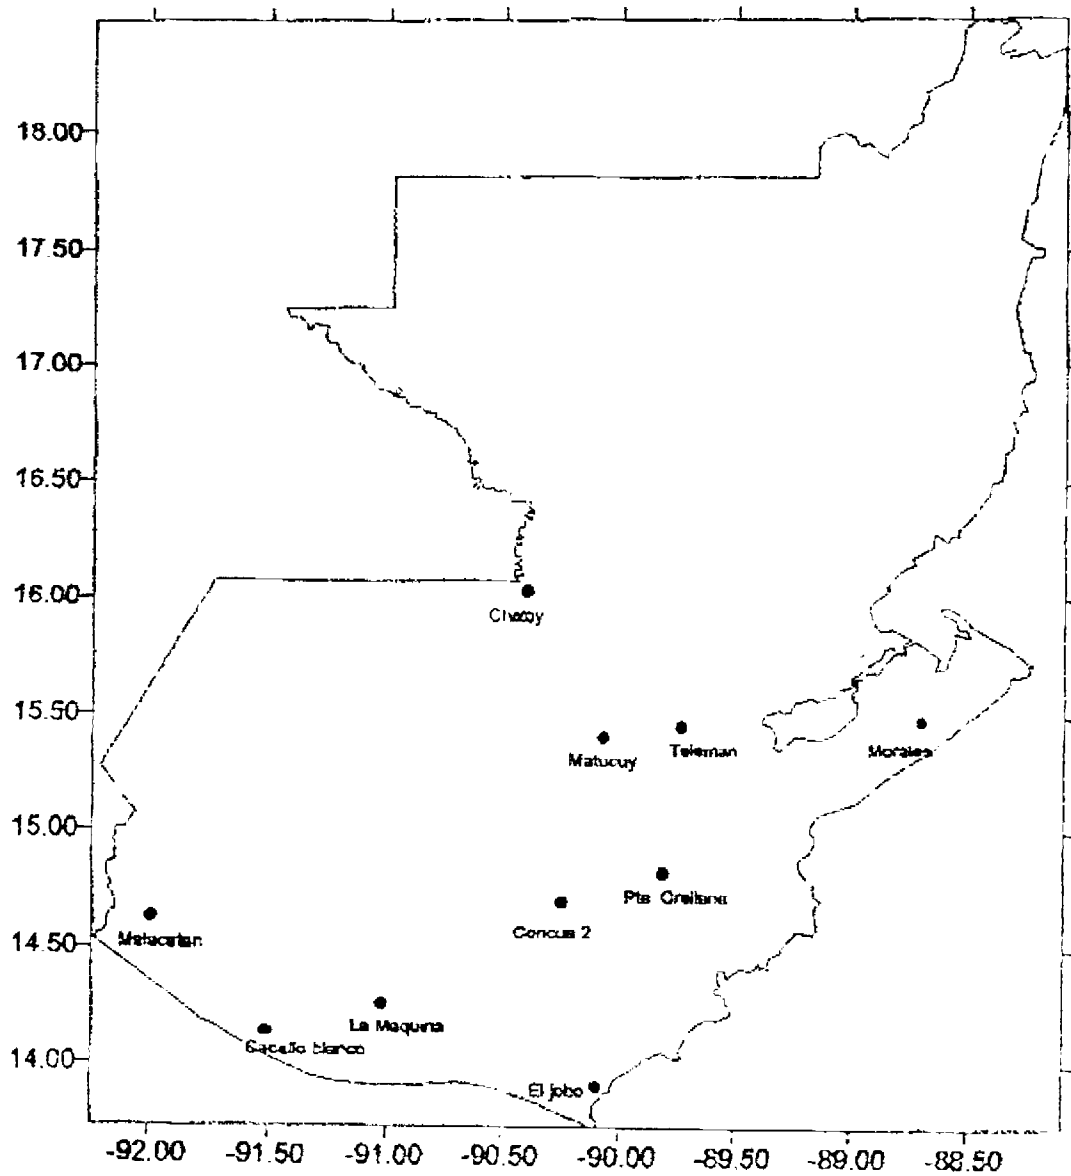 18.00
17.50
17.00
16.50
16.00
Chixoy
15.50
Matucuy
Teleman
Morales
15.00
Pte Orellana
Concua 2
Malacatan
14.50
La Maquina
blanco
14.00
El jobo
-92.00 -91.50 -91.00 -90.50 -90.00 -89.50 -89.00 -88.50